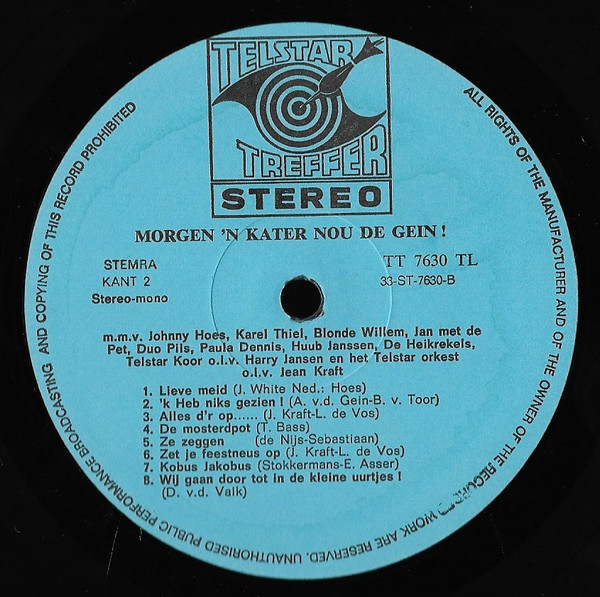 TELSTAR
TREFFER
STEREO
MORGEN 'N KATER NOU DE GEIN !
STEMRA
TT 7630 TL
KANT 2
33-ST-7630-B
Stereo-mono
m.m.v. Johnny Hoes, Karel Thiel, Blonde Willem, Jan met de
Pet, Duo Pils, Paula Dennis, Huub Janssen, De Heikrekels,
Telstar Koor o.l.v. Harry Jansen en het Telstar orkest
o.l.v. Jean Kraft
1. Lieve meid (J. White Ned.: Hoes)
2. 'k Heb niks gezien ! (A. v.d. Gein-B. v. Toor)
3. Alles d'r op...... (J. Kraft-L. de Vos)
4. De mosterdpot (T. Bass)
5. Ze zeggen (de Nijs-Sebastiaan)
6. Zet je feestneus op (J. Kraft-L. de Vos)
7. Kobus Jakobus (Stokkermans-E. Asser)
8. Wij gaan door tot in de kleine uurtjes !
(D. v.d. Valk)
ALL RIGHTS OF THE MANUFACTURER AND OF THE OWNER OF THE RECORDED WORK ARE RESERVED. UNAUTHORISED PUBLIC PERFORMANCE BROADCASTING AND COPYING OF THIS RECORD PROHIBITED